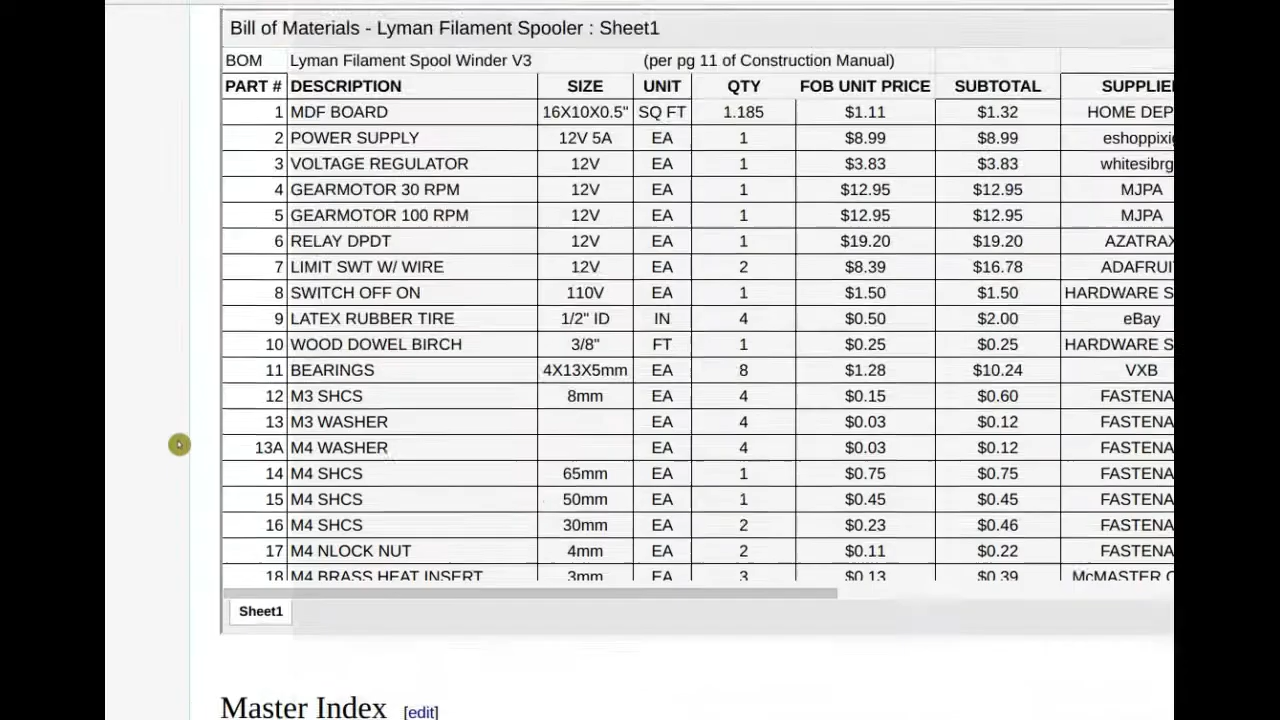 Bill of Materials - Lyman Filament Spooler : Sheet1
BOM Lyman Filament Spool Winder V3 (per pg 11 of Construction Manual)
PART # DESCRIPTION SIZE UNIT QTY FOB UNIT PRICE SUBTOTAL SUPPLIE
1 MDF BOARD 16X10X0.5" SQ FT 1.185 $1.11 $1.32 HOME DEP
2 POWER SUPPLY 12V 5A EA 1 $8.99 $8.99 eshoppixi
3 VOLTAGE REGULATOR 12V EA 1 $3.83 $3.83 whitesibrg
4 GEARMOTOR 30 RPM 12V EA 1 $12.95 $12.95 MJPA
5 GEARMOTOR 100 RPM 12V EA 1 $12.95 $12.95 MJPA
6 RELAY DPDT 12V EA 1 $19.20 $19.20 AZATRAX
7 LIMIT SWT W/ WIRE 12V EA 2 $8.39 $16.78 ADAFRUI
8 SWITCH OFF ON 110V EA 1 $1.50 $1.50 HARDWARE S
9 LATEX RUBBER TIRE 1/2" ID IN 4 $0.50 $2.00 eBay
10 WOOD DOWEL BIRCH 3/8" FT 1 $0.25 $0.25 HARDWARE S
11 BEARINGS 4X13X5mm EA 8 $1.28 $10.24 VXB
12 M3 SHCS 8mm EA 4 $0.15 $0.60 FASTENA
13 M3 WASHER EA 4 $0.03 $0.12 FASTENA
13A M4 WASHER EA 4 $0.03 $0.12 FASTENA
14 M4 SHCS 65mm EA 1 $0.75 $0.75 FASTENA
15 M4 SHCS 50mm EA 1 $0.45 $0.45 FASTENA
16 M4 SHCS 30mm EA 2 $0.23 $0.46 FASTENA
17 M4 NLOCK NUT 4mm EA 2 $0.11 $0.22 FASTENA
18 M4 BRASS HEAT INSERT 3mm EA 3 $0.13 $0.39 McMASTER C
Sheet1
Master Index [edit]